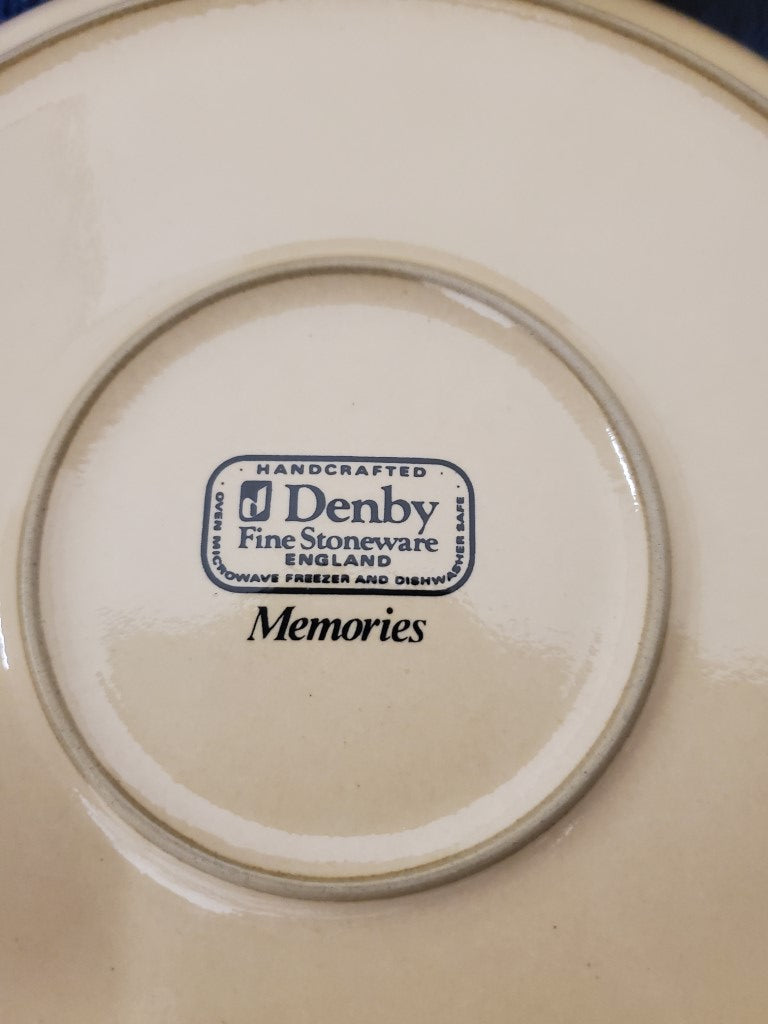 HANDCRAFTED
Denby
Fine Stoneware
ENGLAND
OVEN MICROWAVE FREEZER AND DISHWASHER SAFE
Memories